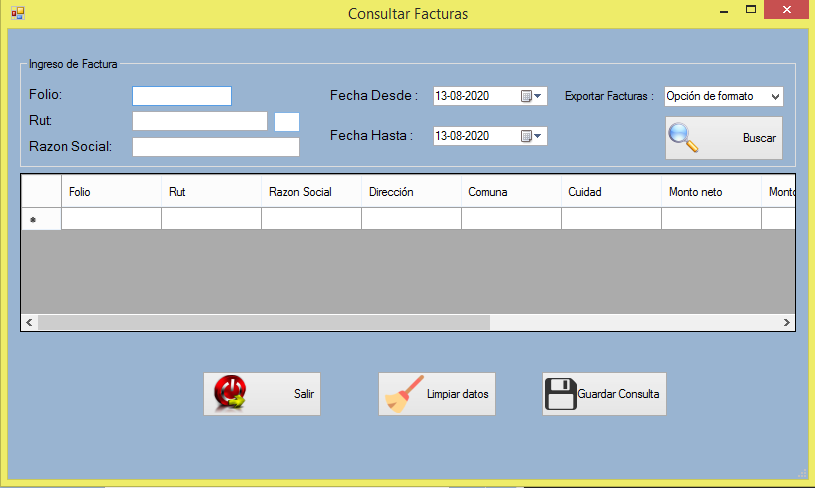 Consultar Facturas
Ingreso de Factura
Folio:
Fecha Desde :
13-08-2020
Exportar Facturas :
Opción de formato
Rut:
Fecha Hasta :
13-08-2020
Buscar
Razon Social:
Folio Rut Razon Social Dirección Comuna Cuidad Monto neto Monto
*
Salir
Limpiar datos
Guardar Consulta